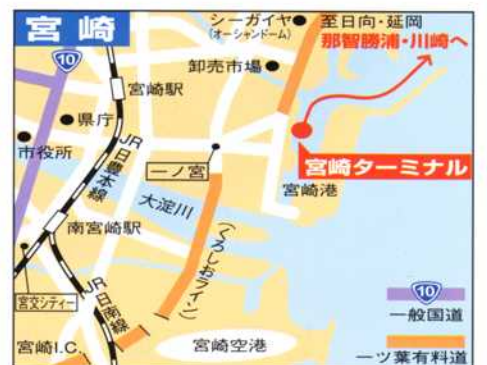 宮崎
シーガイヤ
(オーシャンドーム)
至日向・延岡
那智勝浦・川崎へ
10
卸売市場
宮崎駅
県庁
市役所
JR日豊本線
一ノ宮
宮崎ターミナル
宮崎港
大淀川
南宮崎駅
(くろしおライン)
宮交シティー
JR日南線
10
一般国道
宮崎I.C.
宮崎空港
一ツ葉有料道